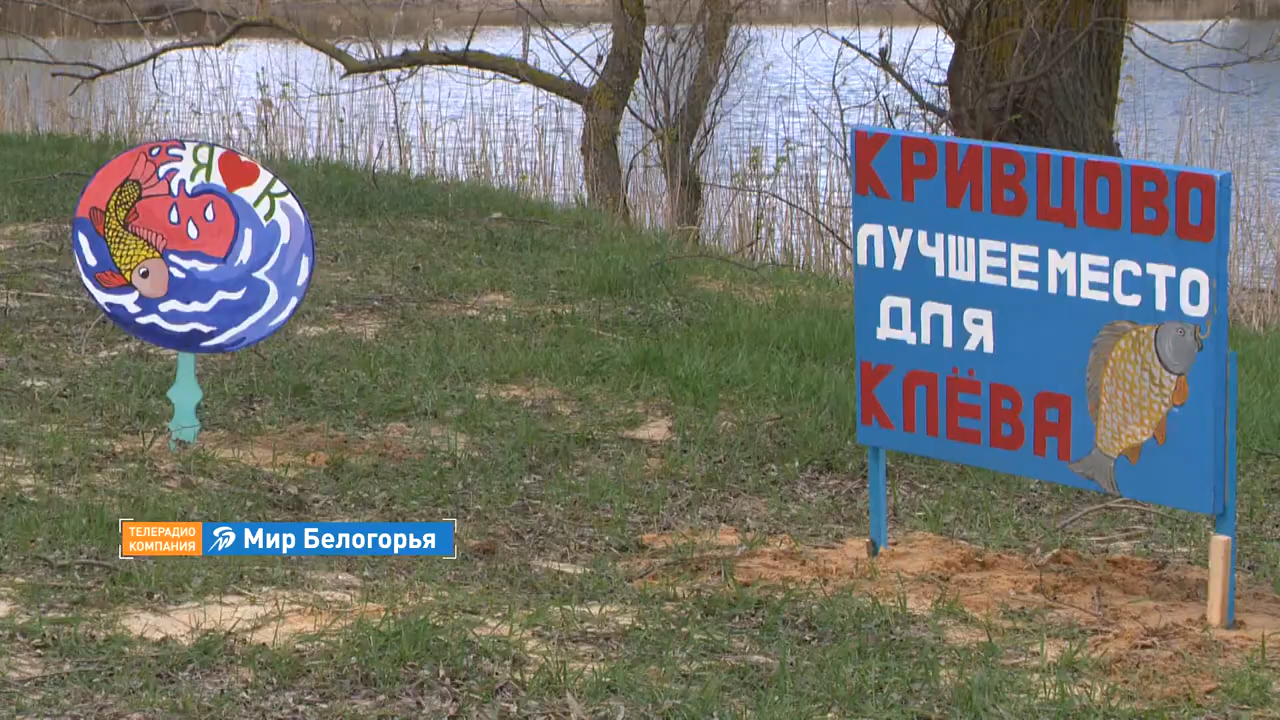 Я ❤ К
КРИВЦОВО
ЛУЧШЕЕ МЕСТО
ДЛЯ
КЛЁВА
ТЕЛЕРАДИО
КОМПАНИЯ
Мир Белогорья